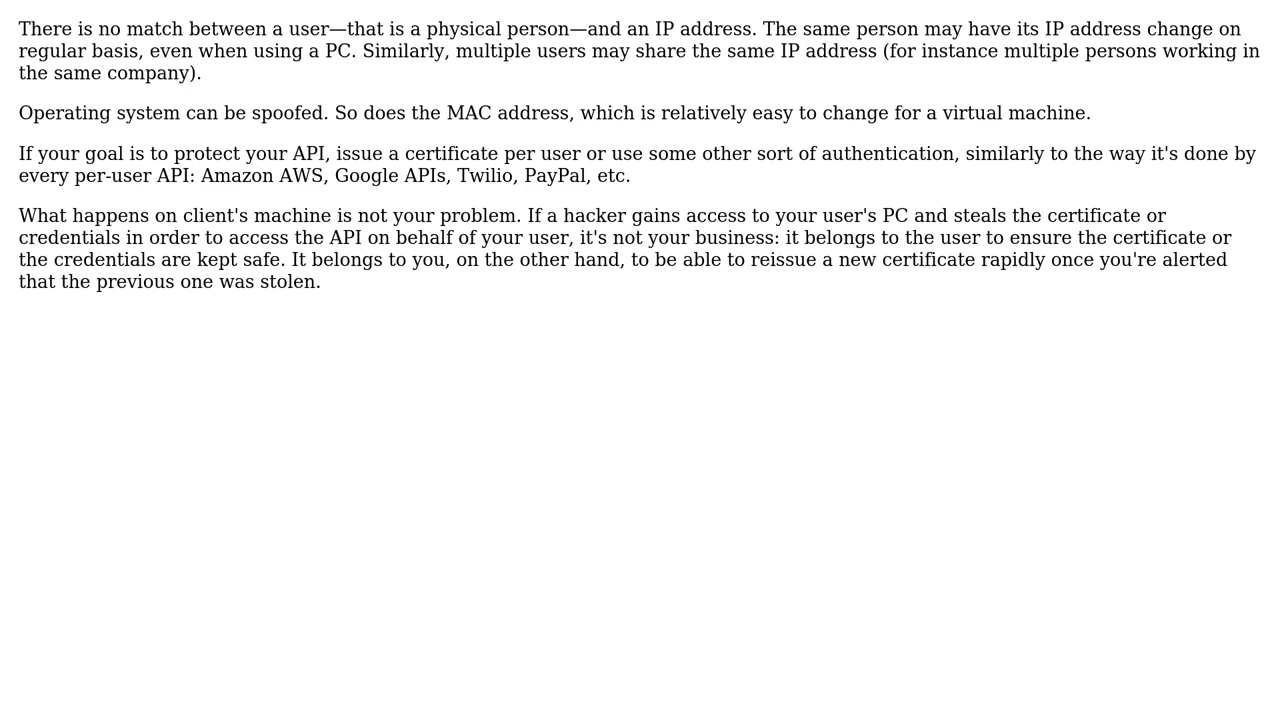 There is no match between a user—that is a physical person—and an IP address. The same person may have its IP address change on
regular basis, even when using a PC. Similarly, multiple users may share the same IP address (for instance multiple persons working in
the same company).
Operating system can be spoofed. So does the MAC address, which is relatively easy to change for a virtual machine.
If your goal is to protect your API, issue a certificate per user or use some other sort of authentication, similarly to the way it's done by
every per-user API: Amazon AWS, Google APIs, Twilio, PayPal, etc.
What happens on client's machine is not your problem. If a hacker gains access to your user's PC and steals the certificate or
credentials in order to access the API on behalf of your user, it's not your business: it belongs to the user to ensure the certificate or
the credentials are kept safe. It belongs to you, on the other hand, to be able to reissue a new certificate rapidly once you're alerted
that the previous one was stolen.